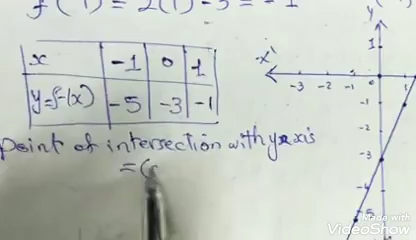 f(1) = 2(1) - 3 = -1
x -1 0 1
y=f(x) -5 -3 -1
Point of intersection with y axis
= (
y
1
-x'
-3 -2 -1 0 1
-1
-2
-3
-4
-5
Made with
VideoShow